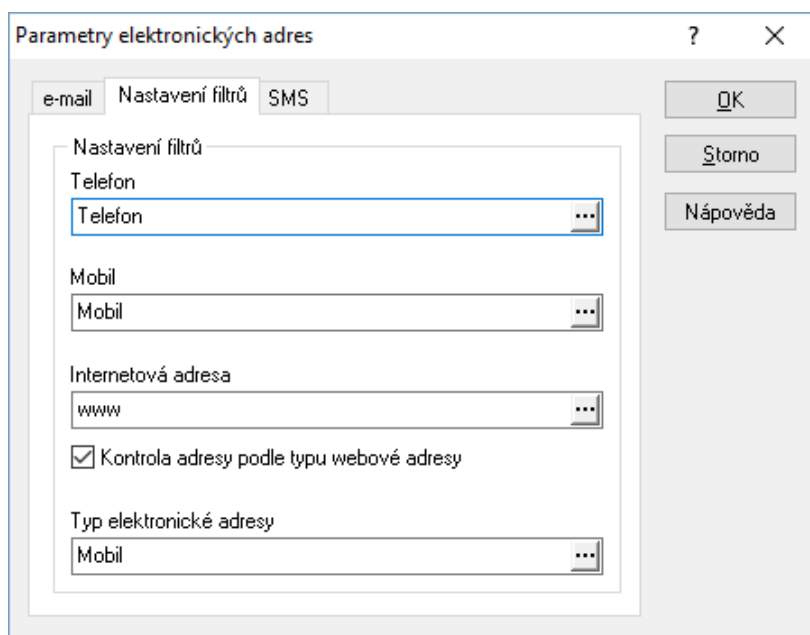 Parametry elektronických adres ?
e-mail Nastavení filtrů SMS
OK
Storno
Nápověda
Nastavení filtrů
Telefon
Telefon ...
Mobil
Mobil ...
Internetová adresa
www ...
Kontrola adresy podle typu webové adresy
Typ elektronické adresy
Mobil ...